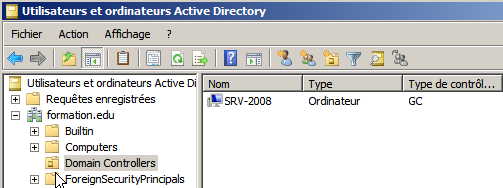 Utilisateurs et ordinateurs Active Directory
Fichier Action Affichage ?
Utilisateurs et ordinateurs Active Di
Requêtes enregistrées
formation.edu
Builtin
Computers
Domain Controllers
ForeignSecurityPrincipals
Nom Type Type de contrôl...
SRV-2008 Ordinateur GC